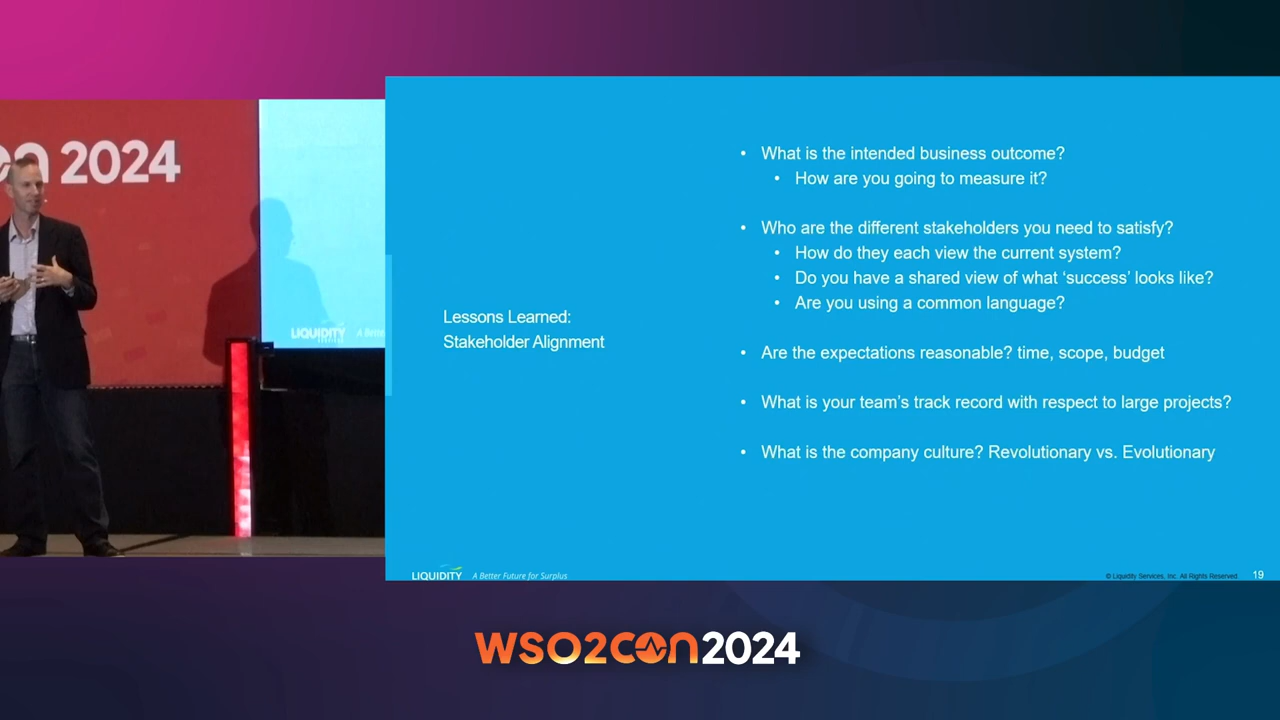 on 2024
LIQUIDITY
SERVICES
A Bette
Lessons Learned:
Stakeholder Alignment
• What is the intended business outcome?
• How are you going to measure it?
• Who are the different stakeholders you need to satisfy?
• How do they each view the current system?
• Do you have a shared view of what ‘success’ looks like?
• Are you using a common language?
• Are the expectations reasonable? time, scope, budget
• What is your team’s track record with respect to large projects?
• What is the company culture? Revolutionary vs. Evolutionary
LIQUIDITY A Better Future for Surplus
© Liquidity Services, Inc. All Rights Reserved. 19
WSO2CON2024